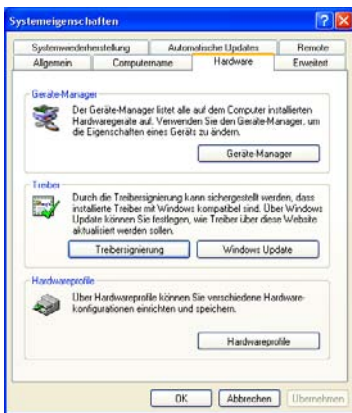 Systemeigenschaften
Systemwiederherstellung Automatische Updates Remote
Allgemein Computername Hardware Erweitert
Geräte-Manager
Der Geräte-Manager listet alle auf dem Computer installierten
Hardwaregeräte auf. Verwenden Sie den Geräte-Manager, um
die Eigenschaften eines Geräts zu ändern.
Geräte-Manager
Treiber
Durch die Treibersignierung kann sichergestellt werden, dass
installierte Treiber mit Windows kompatibel sind. Über Windows
Update können Sie festlegen, wie Treiber über diese Website
aktualisiert werden sollen.
Treibersignierung Windows Update
Hardwareprofile
Über Hardwareprofile können Sie verschiedene Hardware-
konfigurationen einrichten und speichern.
Hardwareprofile
OK Abbrechen Übernehmen